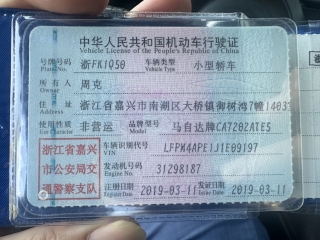 中华人民共和国机动车行驶证
Vehicle License of the People's Republic of China
号牌号码 浙FK1Q50 车辆类型 小型轿车
Plate No. Vehicle Type
所有人 周克
Owner
住址 浙江省嘉兴市南湖区大桥镇御树湾7幢1403
Address
使用性质 非营运 品牌型号 马自达牌CA7202ATE5
Use Character Model
浙江省嘉兴
市公安局交
通警察支队
车辆识别代号 LFPM4APE1J1E09197
VIN
发动机号码 31298187
Engine No.
注册日期 2019-03-11 发证日期 2019-03-11
Register Date Issue Date